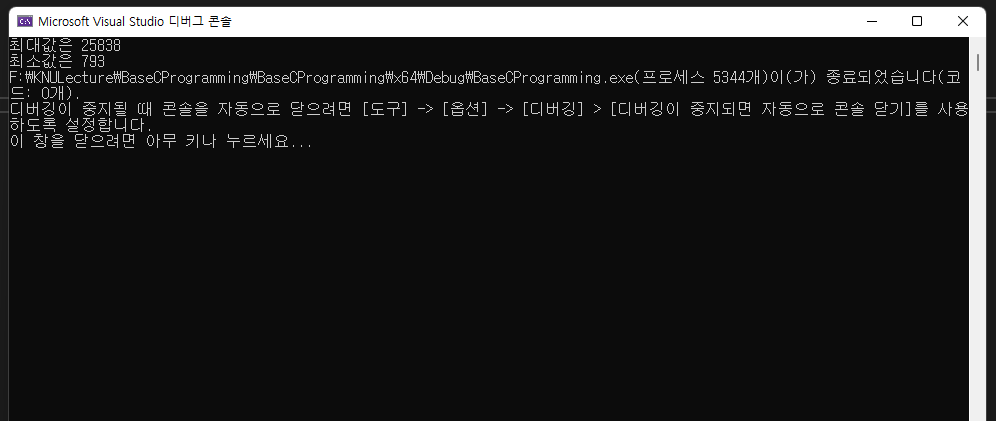 Microsoft Visual Studio 디버그 콘솔
최대값은 25838
최소값은 793
F:₩KNULecture₩BaseCProgramming₩BaseCProgramming₩x64₩Debug₩BaseCProgramming.exe(프로세스 5344개)이(가) 종료되었습니다(코
드: 0개).
디버깅이 중지될 때 콘솔을 자동으로 닫으려면 [도구] -> [옵션] -> [디버깅] > [디버깅이 중지되면 자동으로 콘솔 닫기]를 사용
하도록 설정합니다.
이 창을 닫으려면 아무 키나 누르세요...